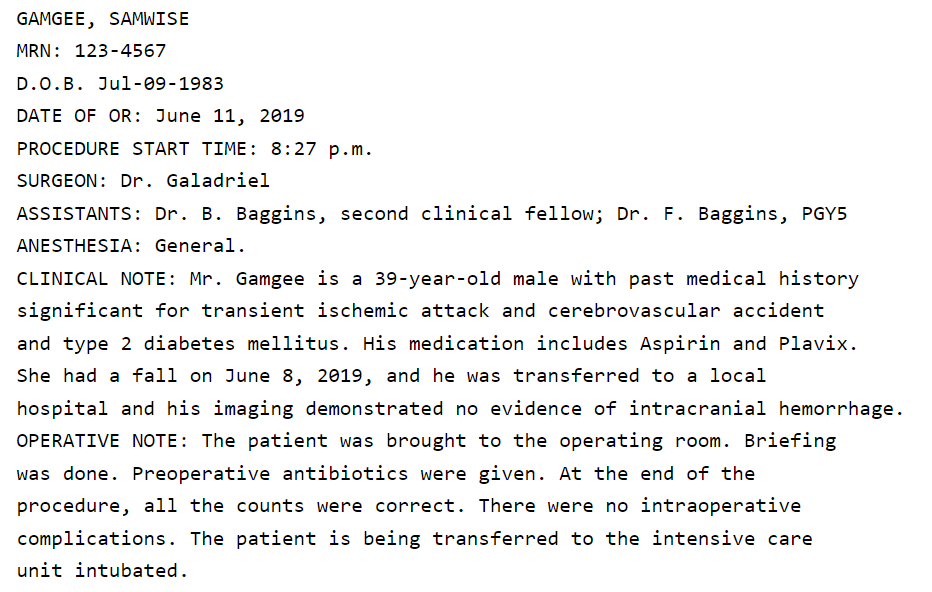 GAMGEE, SAMWISE
MRN: 123-4567
D.O.B. Jul-09-1983
DATE OF OR: June 11, 2019
PROCEDURE START TIME: 8:27 p.m.
SURGEON: Dr. Galadriel
ASSISTANTS: Dr. B. Baggins, second clinical fellow; Dr. F. Baggins, PGY5
ANESTHESIA: General.
CLINICAL NOTE: Mr. Gamgee is a 39-year-old male with past medical history
significant for transient ischemic attack and cerebrovascular accident
and type 2 diabetes mellitus. His medication includes Aspirin and Plavix.
She had a fall on June 8, 2019, and he was transferred to a local
hospital and his imaging demonstrated no evidence of intracranial hemorrhage.
OPERATIVE NOTE: The patient was brought to the operating room. Briefing
was done. Preoperative antibiotics were given. At the end of the
procedure, all the counts were correct. There were no intraoperative
complications. The patient is being transferred to the intensive care
unit intubated.